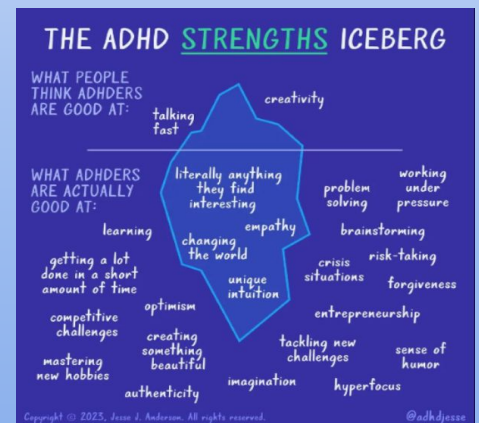 THE ADHD STRENGTHS ICEBERG
WHAT PEOPLE
THINK ADHDERS
ARE GOOD AT:
talking
fast
creativity
WHAT ADHDERS
ARE ACTUALLY
GOOD AT:
literally anything
they find
interesting
problem
solving
working
under
pressure
learning
empathy
brainstorming
changing
the world
getting a lot
done in a short
amount of time
crisis
situations
risk-taking
forgiveness
unique
intuition
optimism
entrepreneurship
competitive
challenges
creating
something
beautiful
tackling new
challenges
sense of
humor
mastering
new hobbies
authenticity
imagination
hyperfocus
Copyright © 2023, Jesse J. Anderson. All rights reserved.
@adhdjesse